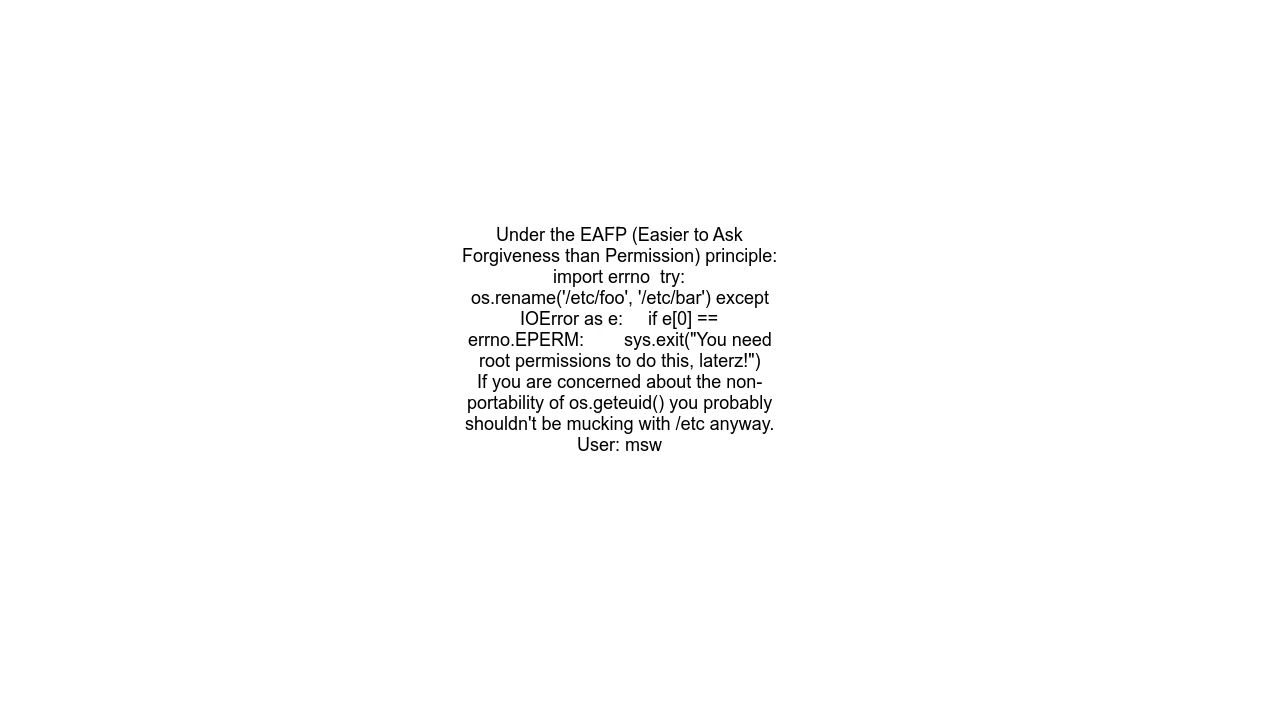 Under the EAFP (Easier to Ask
Forgiveness than Permission) principle:
import errno  try:
os.rename('/etc/foo', '/etc/bar') except
IOError as e:     if e[0] ==
errno.EPERM:        sys.exit("You need
root permissions to do this, laterz!")
If you are concerned about the non-
portability of os.geteuid() you probably
shouldn't be mucking with /etc anyway.
User: msw